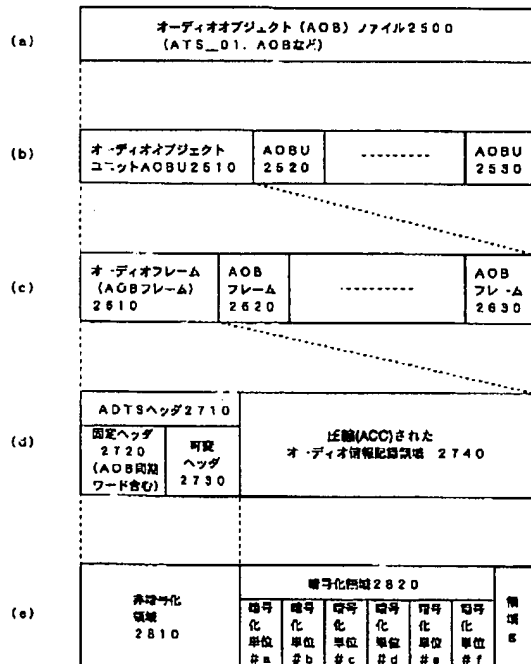 (a)
オーディオオブジェクト(AOB)ファイル2500
(ATS_01. AOBなど)
(b)
オーディオイブジェクト
ユニットAOBU2510
AOBU
2520
AOBU
2530
(c)
オーディオフレーム
(AOBフレーム)
2610
AOB
フレーム
2620
AOB
フレーム
2630
(d)
ADTSヘッダ2710
固定ヘッダ
2720
(AOB同期
ワード含む)
可変
ヘッダ
2730
圧縮(ACC)された
オーディオ情報記録領域 2740
(e)
非暗号化
領域
2810
暗号化領域2820
暗号
化
単位
#a
暗号
化
単位
#b
暗号
化
単位
#c
暗号
化
単位
#d
暗号
化
単位
#e
暗号
化
単位
#f
領
域
g